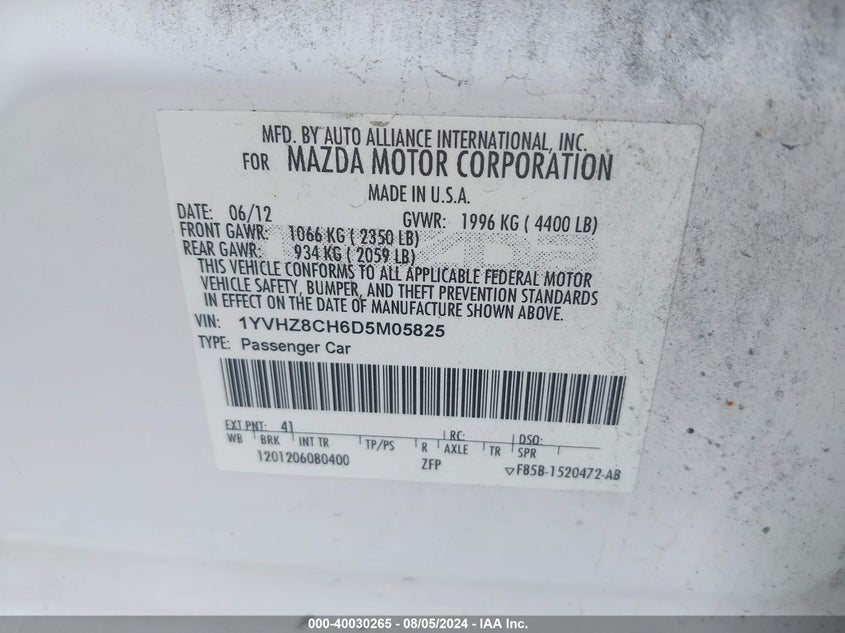 MFD. BY AUTO ALLIANCE INTERNATIONAL, INC.
FOR MAZDA MOTOR CORPORATION
MADE IN U.S.A.
DATE: 06/12 GVWR: 1996 KG ( 4400 LB)
FRONT GAWR: 1066 KG ( 2350 LB)
REAR GAWR: 934 KG ( 2059 LB)
THIS VEHICLE CONFORMS TO ALL APPLICABLE FEDERAL MOTOR
VEHICLE SAFETY, BUMPER, AND THEFT PREVENTION STANDARDS
IN EFFECT ON THE DATE OF MANUFACTURE SHOWN ABOVE.
VIN: 1YVHZ8CH6D5M05825
TYPE: Passenger Car
EXT PNT: 41 RC: DSO:
WB BRK INT TR TP/PS R AXLE TR SPR
1201206080400 ZFP F85B-1520472-AB
000-40030265 - 08/05/2024 - IAA Inc.